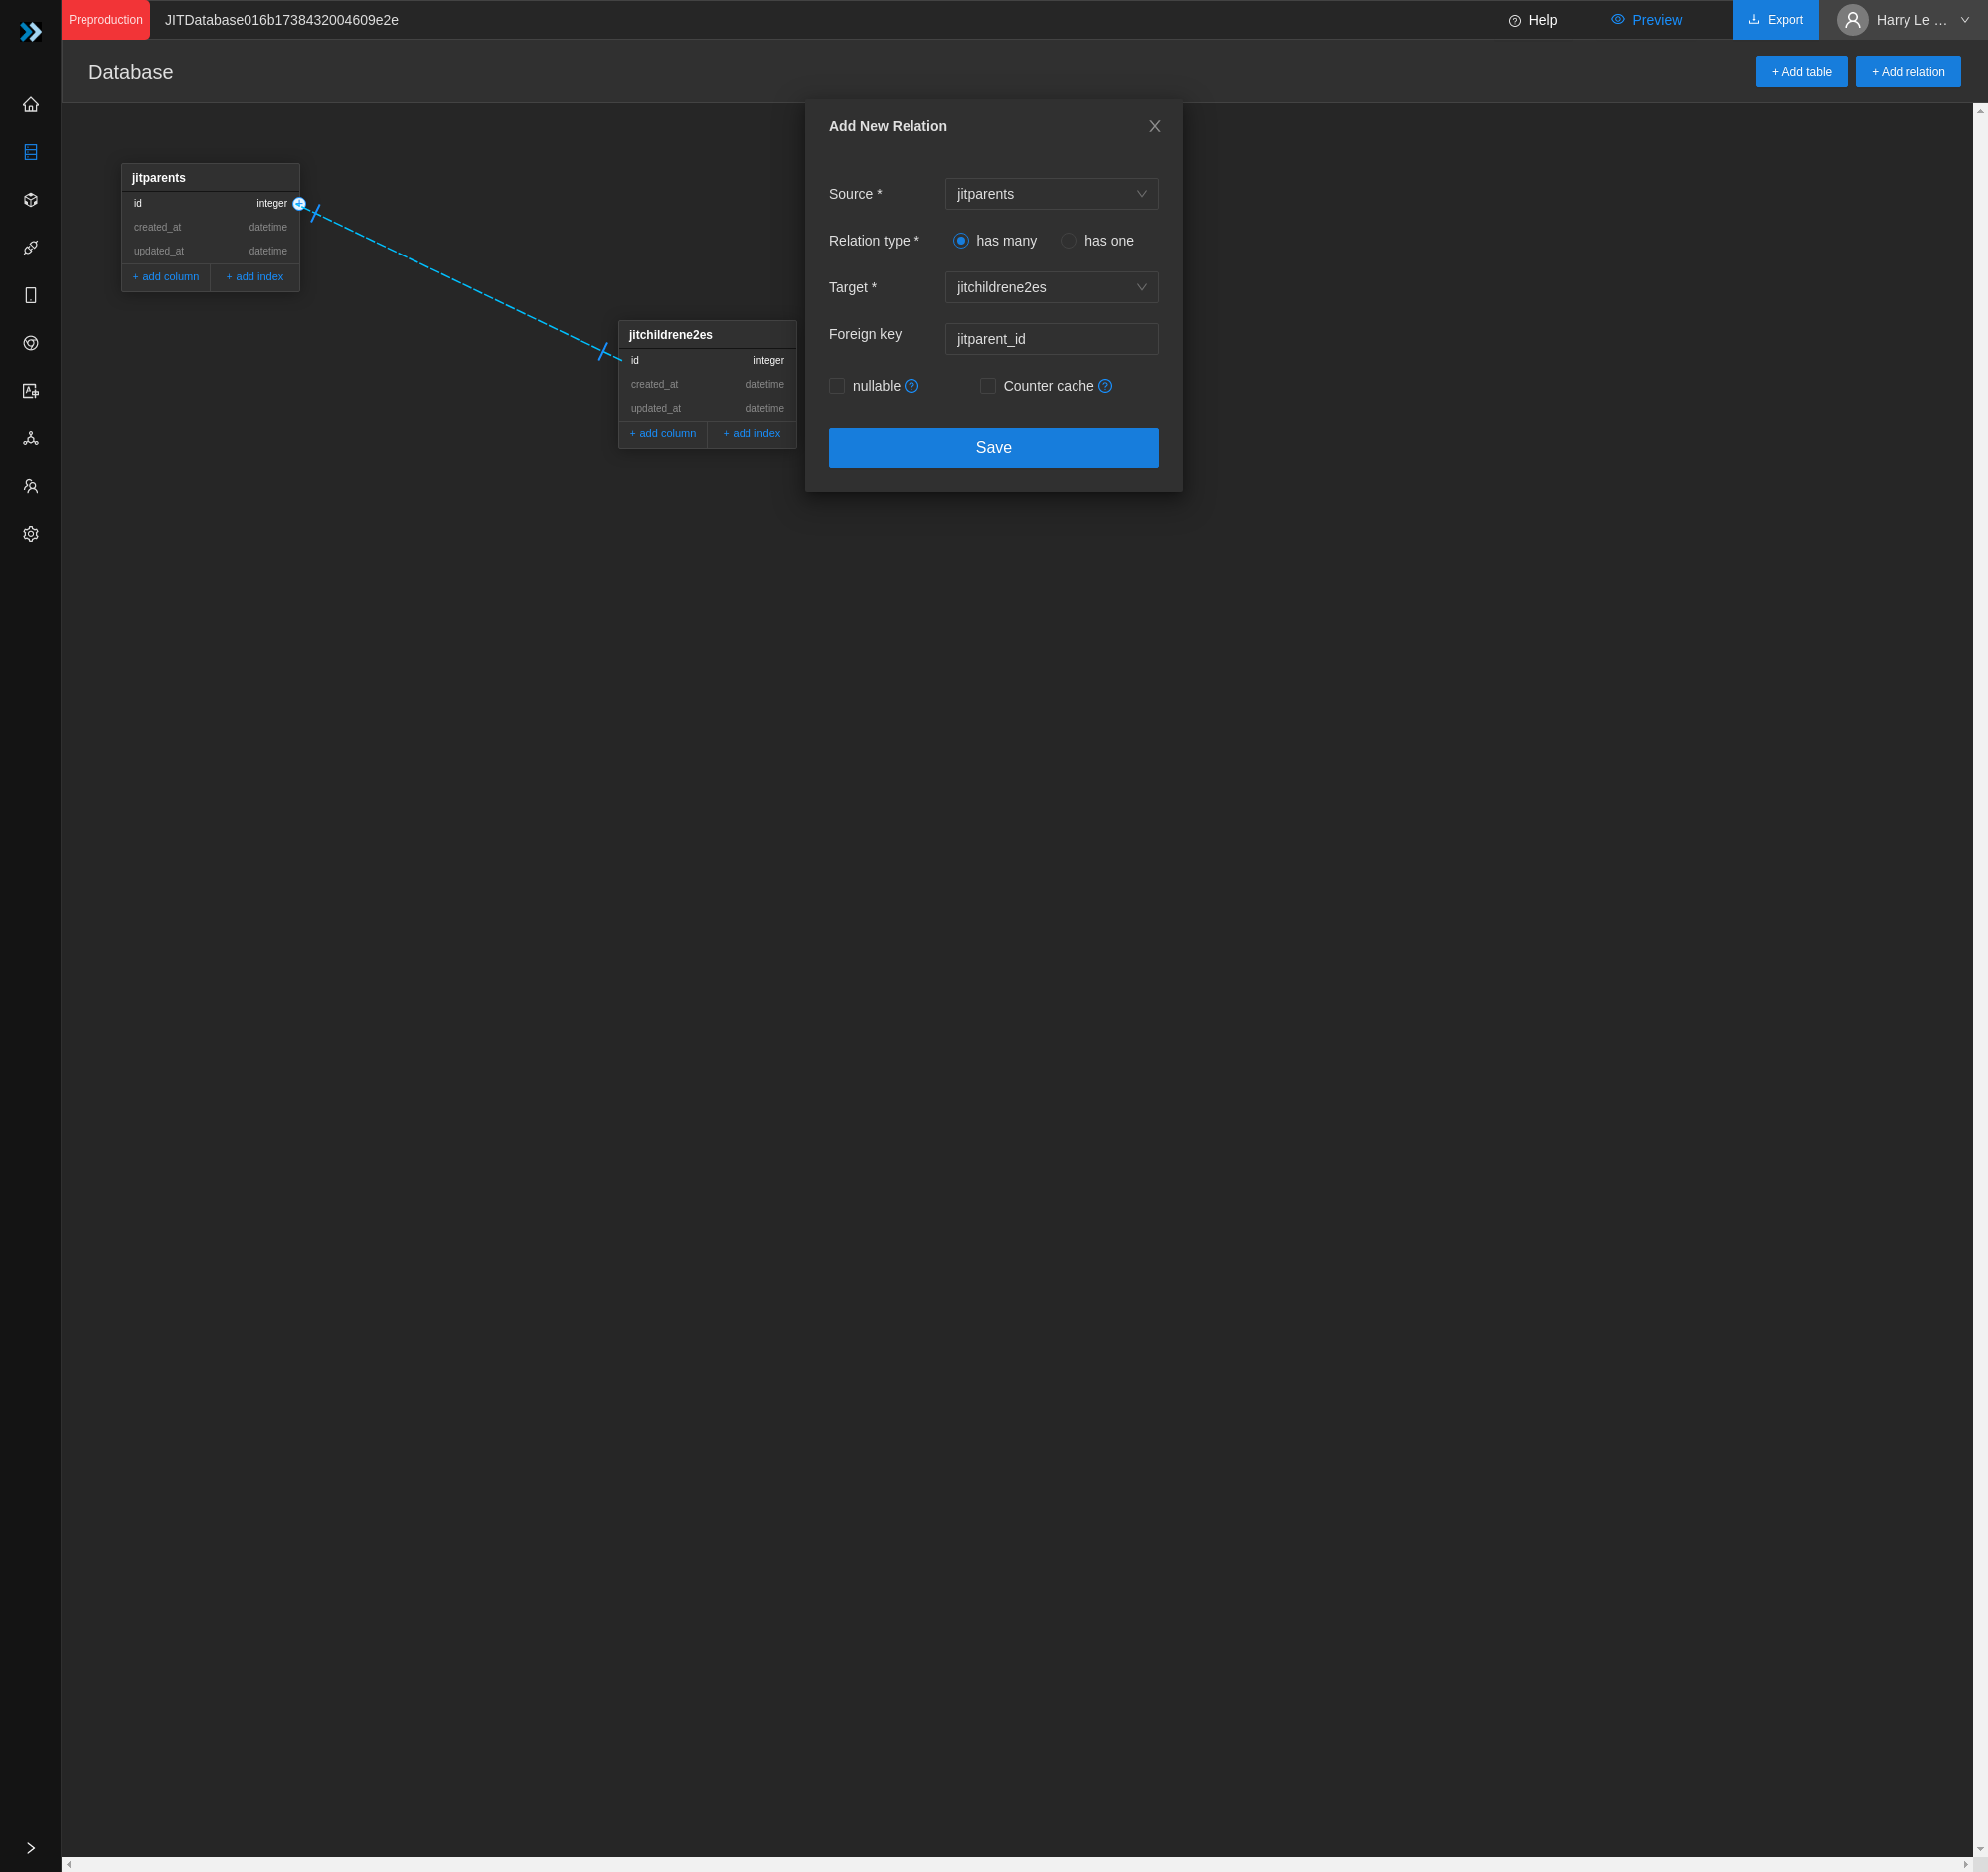 Preproduction
JITDatabase016b1738432004609e2e
Help
Preview
Export
Harry Le …
Database
+ Add table
+ Add relation
jitparents
id integer
created_at datetime
updated_at datetime
+ add column + add index
jitchildrene2es
id integer
created_at datetime
updated_at datetime
+ add column + add index
Add New Relation
Source * jitparents
Relation type * has many has one
Target * jitchildrene2es
Foreign key jitparent_id
nullable Counter cache
Save